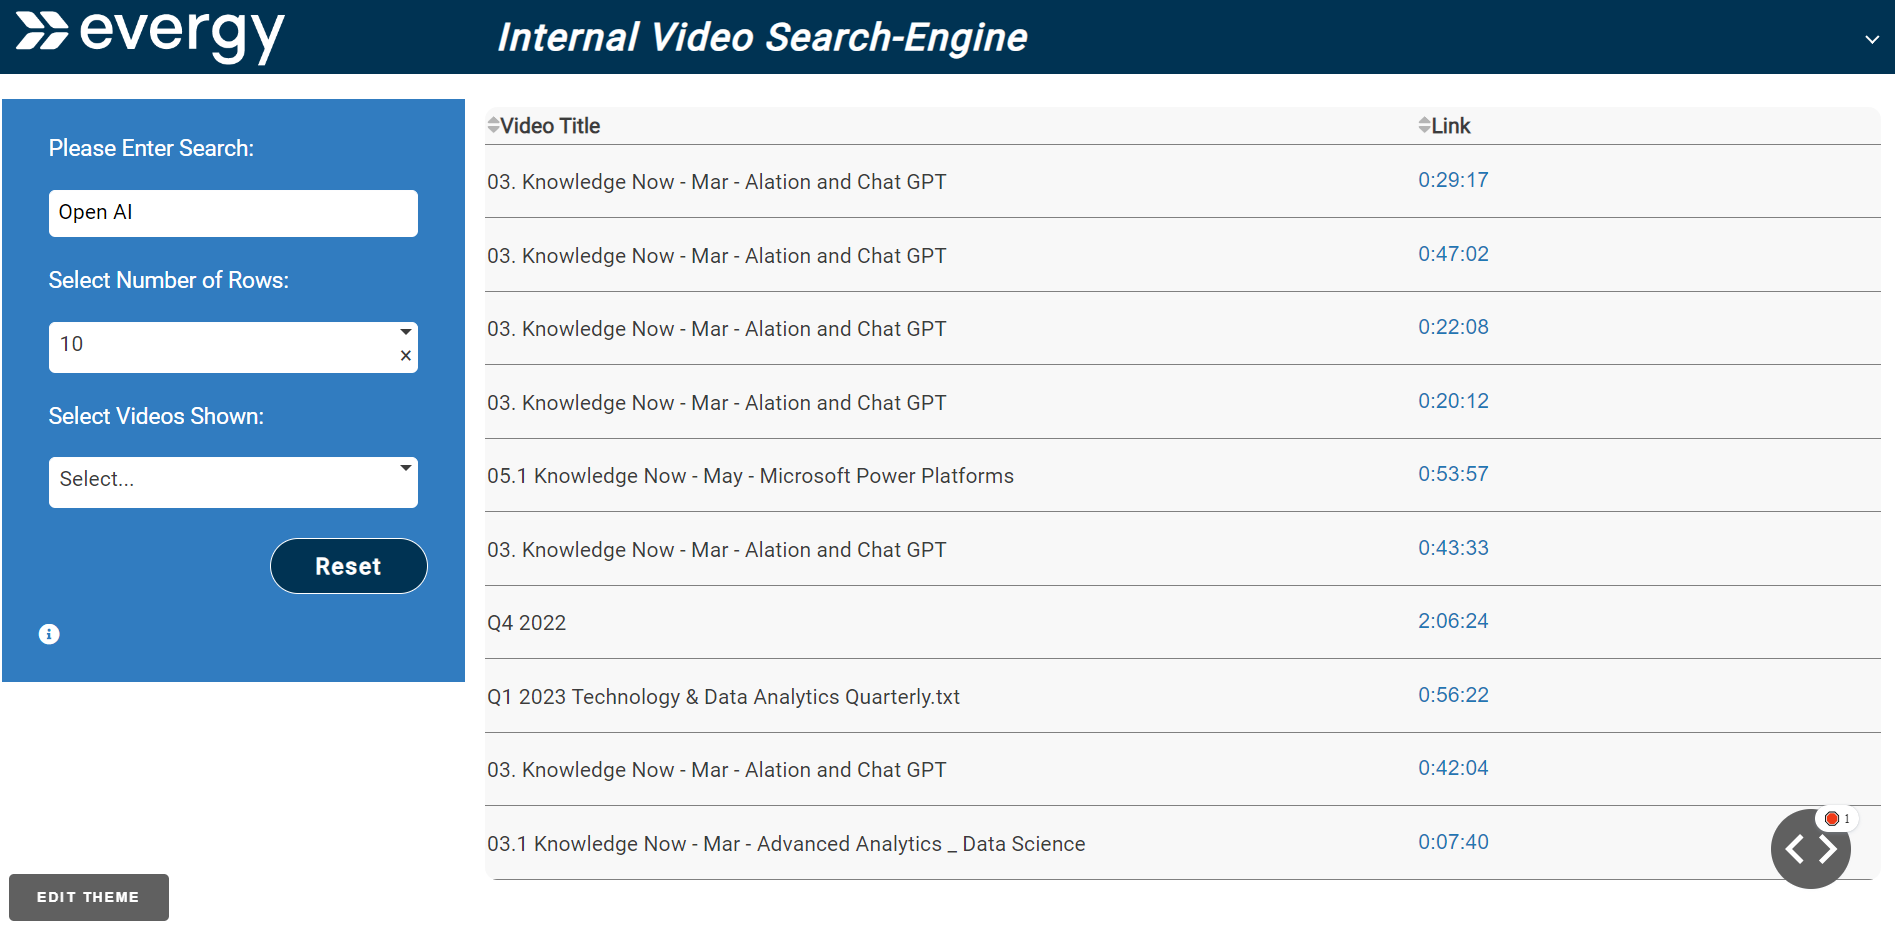 evergy
Internal Video Search-Engine
Please Enter Search:
Open AI
Select Number of Rows:
10
Select Videos Shown:
Select...
Reset
EDIT THEME
Video Title Link
03. Knowledge Now - Mar - Alation and Chat GPT 0:29:17
03. Knowledge Now - Mar - Alation and Chat GPT 0:47:02
03. Knowledge Now - Mar - Alation and Chat GPT 0:22:08
03. Knowledge Now - Mar - Alation and Chat GPT 0:20:12
05.1 Knowledge Now - May - Microsoft Power Platforms 0:53:57
03. Knowledge Now - Mar - Alation and Chat GPT 0:43:33
Q4 2022 2:06:24
Q1 2023 Technology & Data Analytics Quarterly.txt 0:56:22
03. Knowledge Now - Mar - Alation and Chat GPT 0:42:04
03.1 Knowledge Now - Mar - Advanced Analytics _ Data Science 0:07:40
1